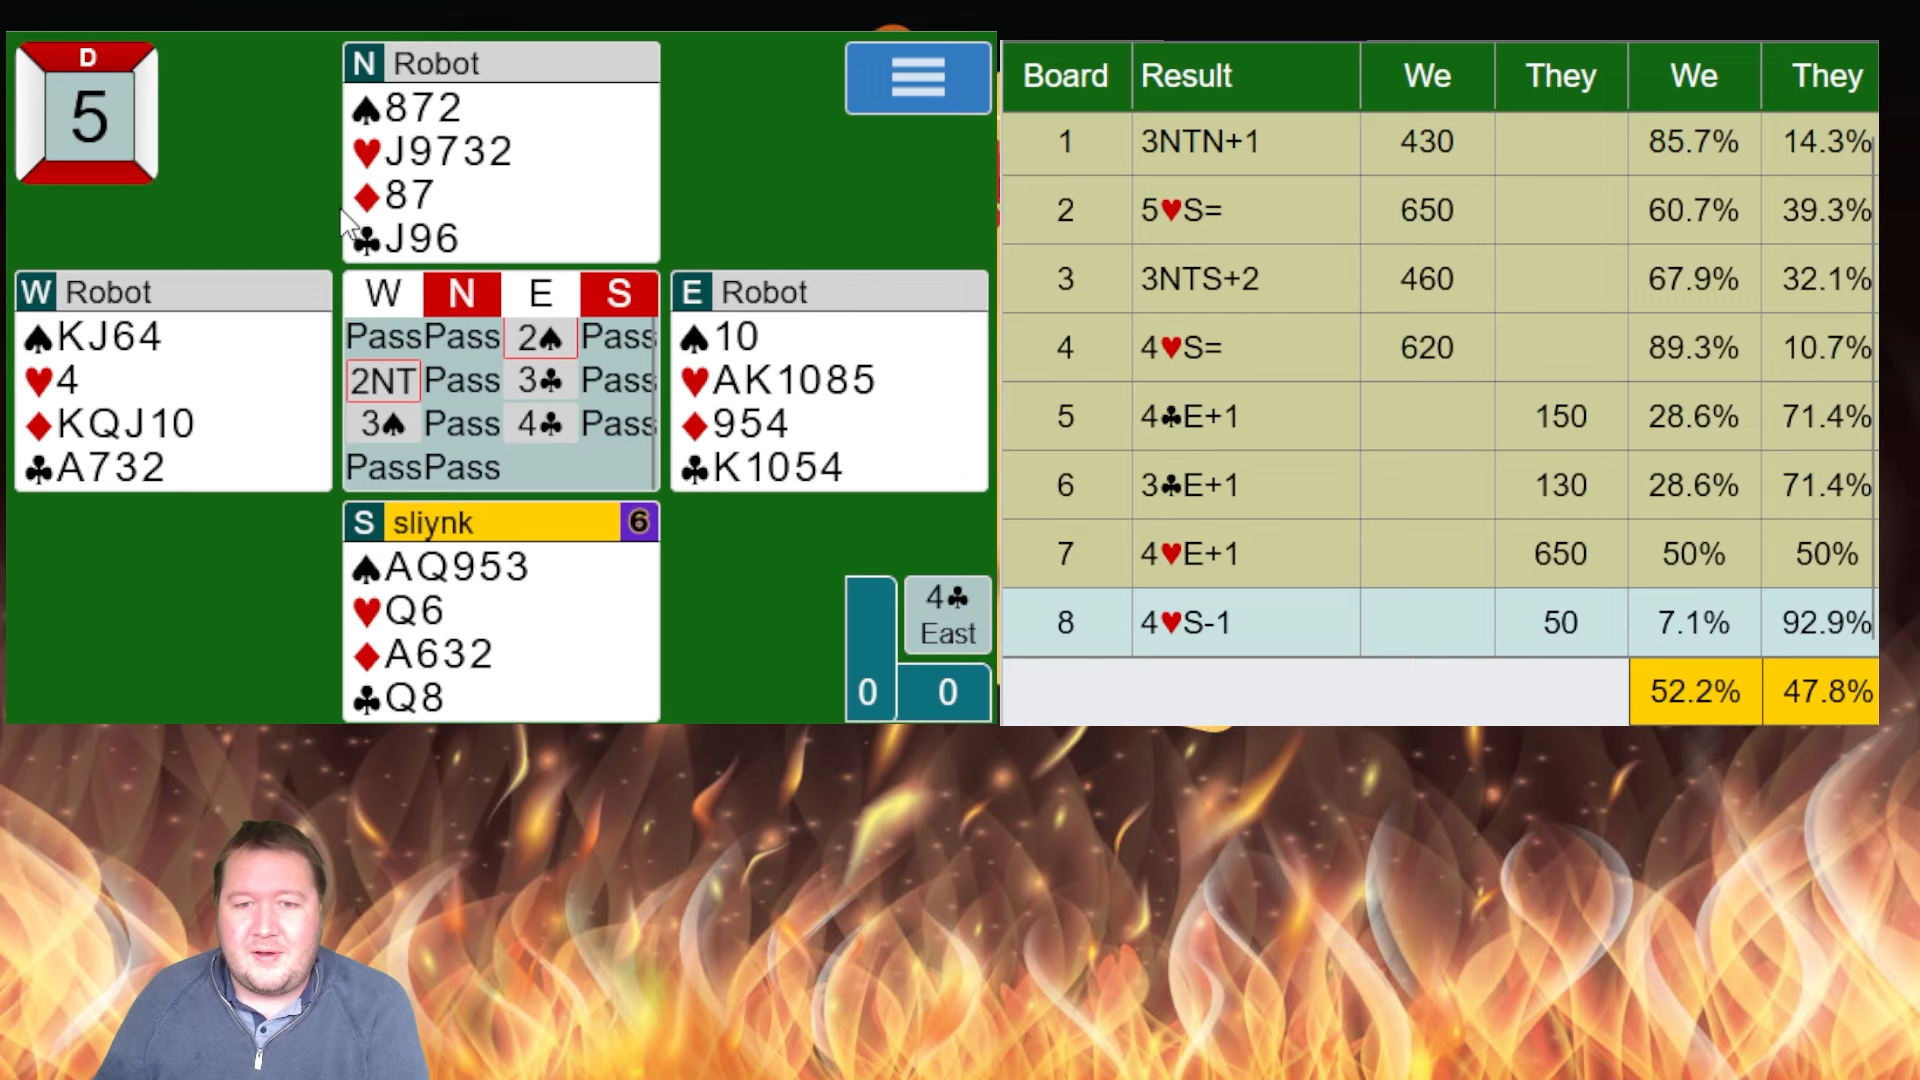 D
5
N Robot
♠872
♥J9732
♦87
♣J96
W Robot
♠KJ64
♥4
♦KQJ10
♣A732
W N E S
Pass Pass 2♠ Pass
2NT Pass 3♣ Pass
3♠ Pass 4♣ Pass
Pass Pass
E Robot
♠10
♥AK1085
♦954
♣K1054
S sliynk 6
♠AQ953
♥Q6
♦A632
♣Q8
4♣
East
0 0
Board Result We They We They
1 3NTN+1 430 85.7% 14.3%
2 5♥S= 650 60.7% 39.3%
3 3NTS+2 460 67.9% 32.1%
4 4♥S= 620 89.3% 10.7%
5 4♣E+1 150 28.6% 71.4%
6 3♣E+1 130 28.6% 71.4%
7 4♥E+1 650 50% 50%
8 4♥S-1 50 7.1% 92.9%
52.2% 47.8%